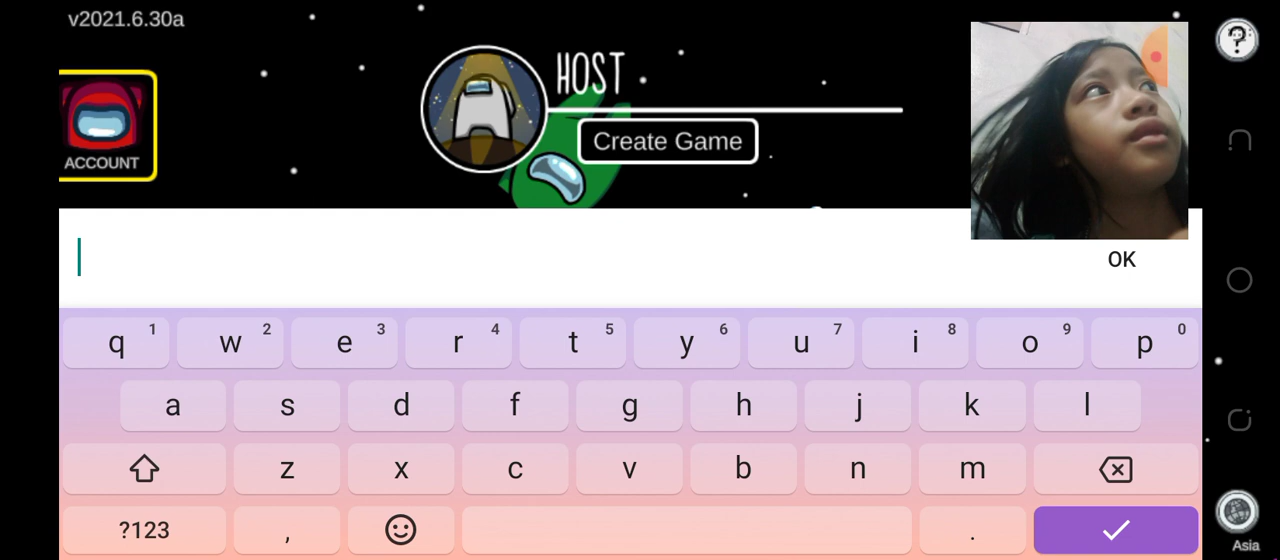 v2021.6.30a
HOST
Create Game
ACCOUNT
OK
q 1 w 2 e 3 r 4 t 5 y 6 u 7 i 8 o 9 p 0
a s d f g h j k l
z x c v b n m
?123 , .
Asia